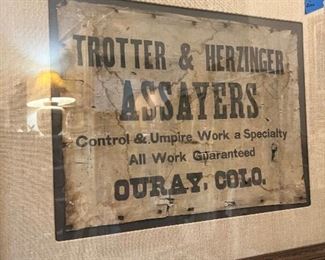 TROTTER & HERZINGER
ASSAYERS
Control & Umpire Work a Specialty
All Work Guaranteed
OURAY, COLO.